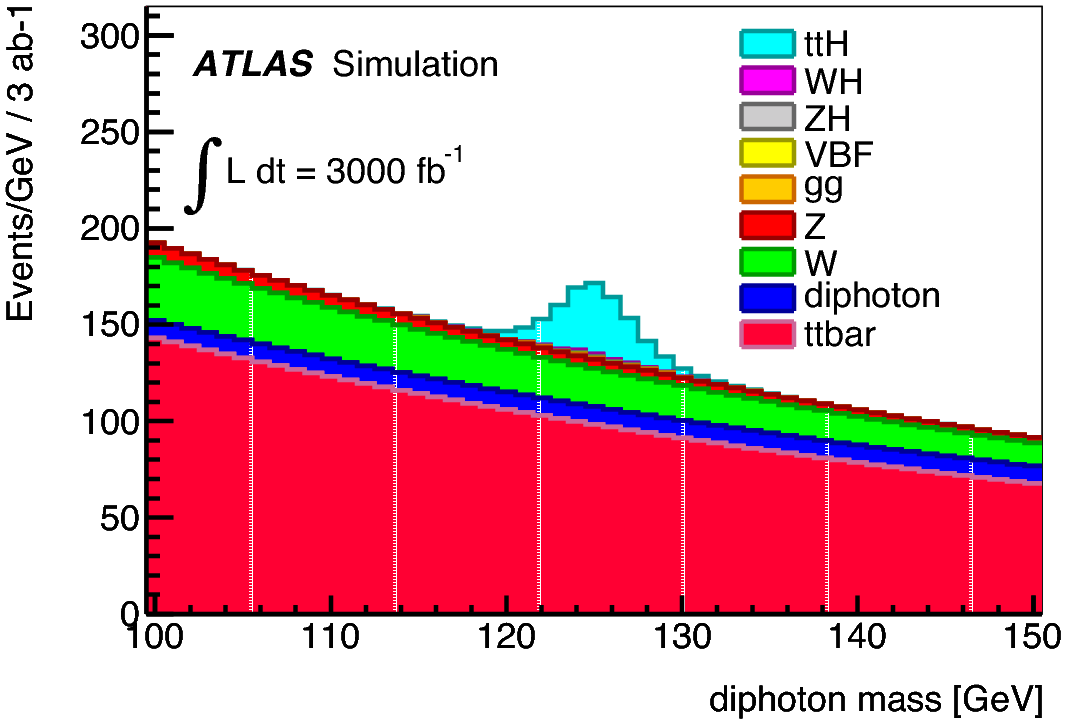 Events/GeV / 3 ab-1
300
250
200
150
100
50
0
ATLAS Simulation
∫ L dt = 3000 fb-1
ttH
WH
ZH
VBF
gg
Z
W
diphoton
ttbar
100 110 120 130 140 150
diphoton mass [GeV]